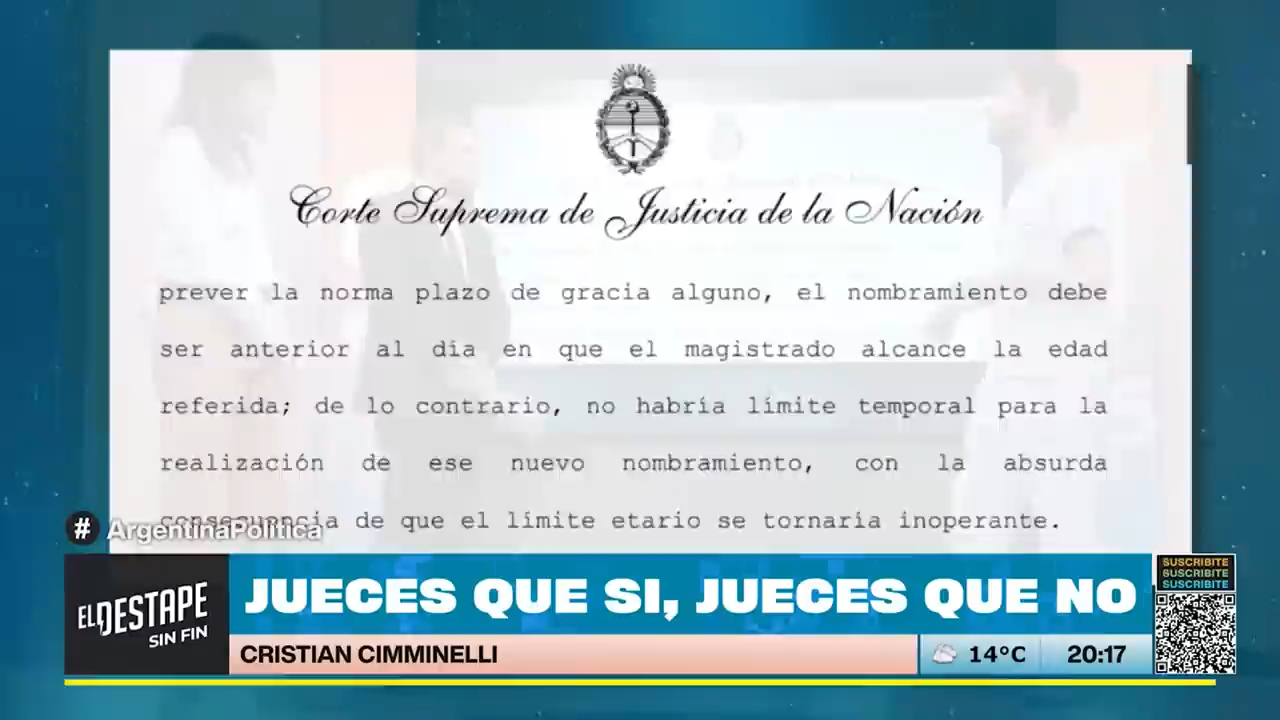 Corte Suprema de Justicia de la Nación
prever la norma plazo de gracia alguno, el nombramiento debe
ser anterior al día en que el magistrado alcance la edad
referida; de lo contrario, no habría límite temporal para la
realización de ese nuevo nombramiento, con la absurda
consecuencia de que el límite etario se tornaría inoperante.
# ArgentinaPolítica
EL DESTAPE
SIN FIN
JUECES QUE SI, JUECES QUE NO
CRISTIAN CIMMINELLI
14°C 20:17
SUSCRIBITE
SUSCRIBITE
SUSCRIBITE